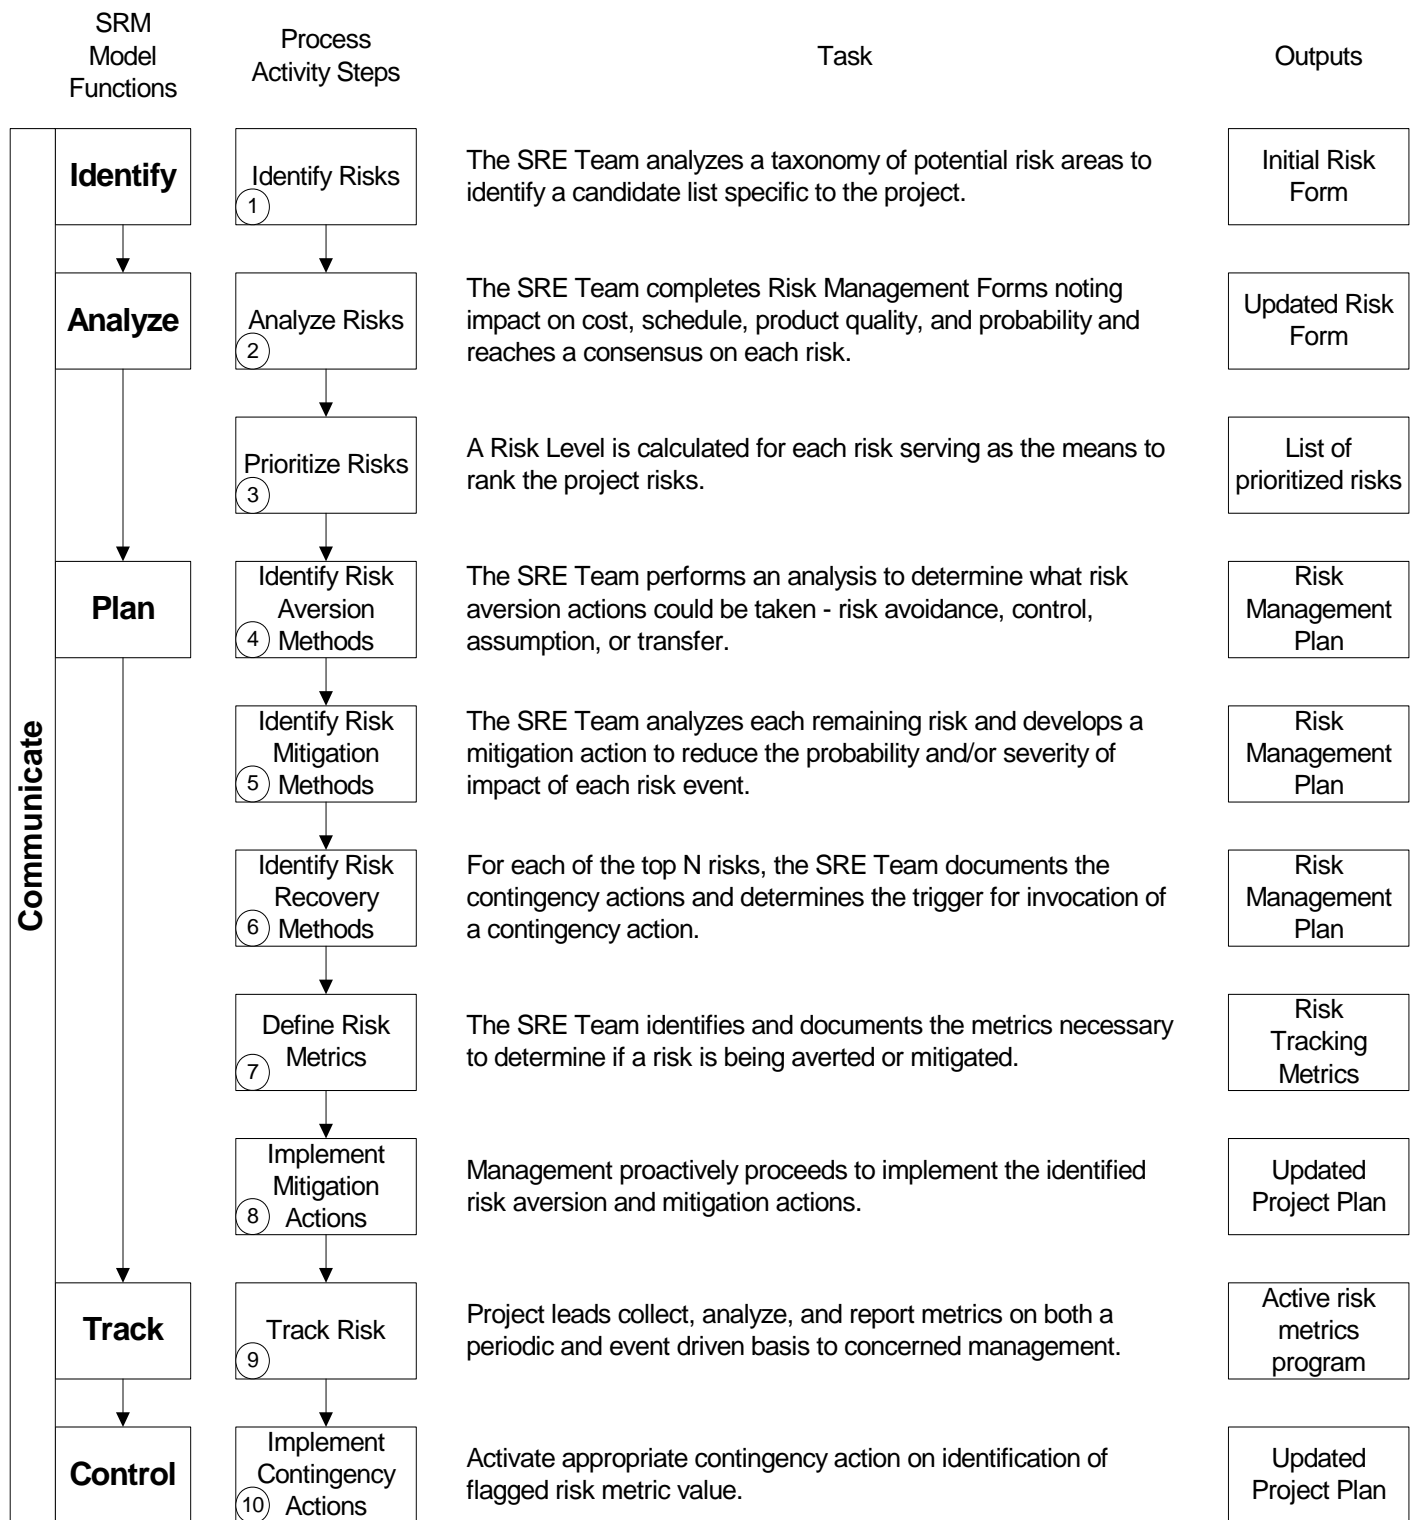 SRM
Model
Functions
Process
Activity Steps
Task
Outputs
Communicate
Identify
Identify Risks
1
The SRE Team analyzes a taxonomy of potential risk areas to
identify a candidate list specific to the project.
Initial Risk
Form
Analyze
Analyze Risks
2
The SRE Team completes Risk Management Forms noting
impact on cost, schedule, product quality, and probability and
reaches a consensus on each risk.
Updated Risk
Form
Prioritize Risks
3
A Risk Level is calculated for each risk serving as the means to
rank the project risks.
List of
prioritized risks
Plan
Identify Risk
Aversion
4 Methods
The SRE Team performs an analysis to determine what risk
aversion actions could be taken - risk avoidance, control,
assumption, or transfer.
Risk
Management
Plan
Identify Risk
Mitigation
5 Methods
The SRE Team analyzes each remaining risk and develops a
mitigation action to reduce the probability and/or severity of
impact of each risk event.
Risk
Management
Plan
Identify Risk
Recovery
6 Methods
For each of the top N risks, the SRE Team documents the
contingency actions and determines the trigger for invocation of
a contingency action.
Risk
Management
Plan
Define Risk
Metrics
7
The SRE Team identifies and documents the metrics necessary
to determine if a risk is being averted or mitigated.
Risk
Tracking
Metrics
Implement
Mitigation
8 Actions
Management proactively proceeds to implement the identified
risk aversion and mitigation actions.
Updated
Project Plan
Track
Track Risk
9
Project leads collect, analyze, and report metrics on both a
periodic and event driven basis to concerned management.
Active risk
metrics
program
Control
Implement
Contingency
10 Actions
Activate appropriate contingency action on identification of
flagged risk metric value.
Updated
Project Plan